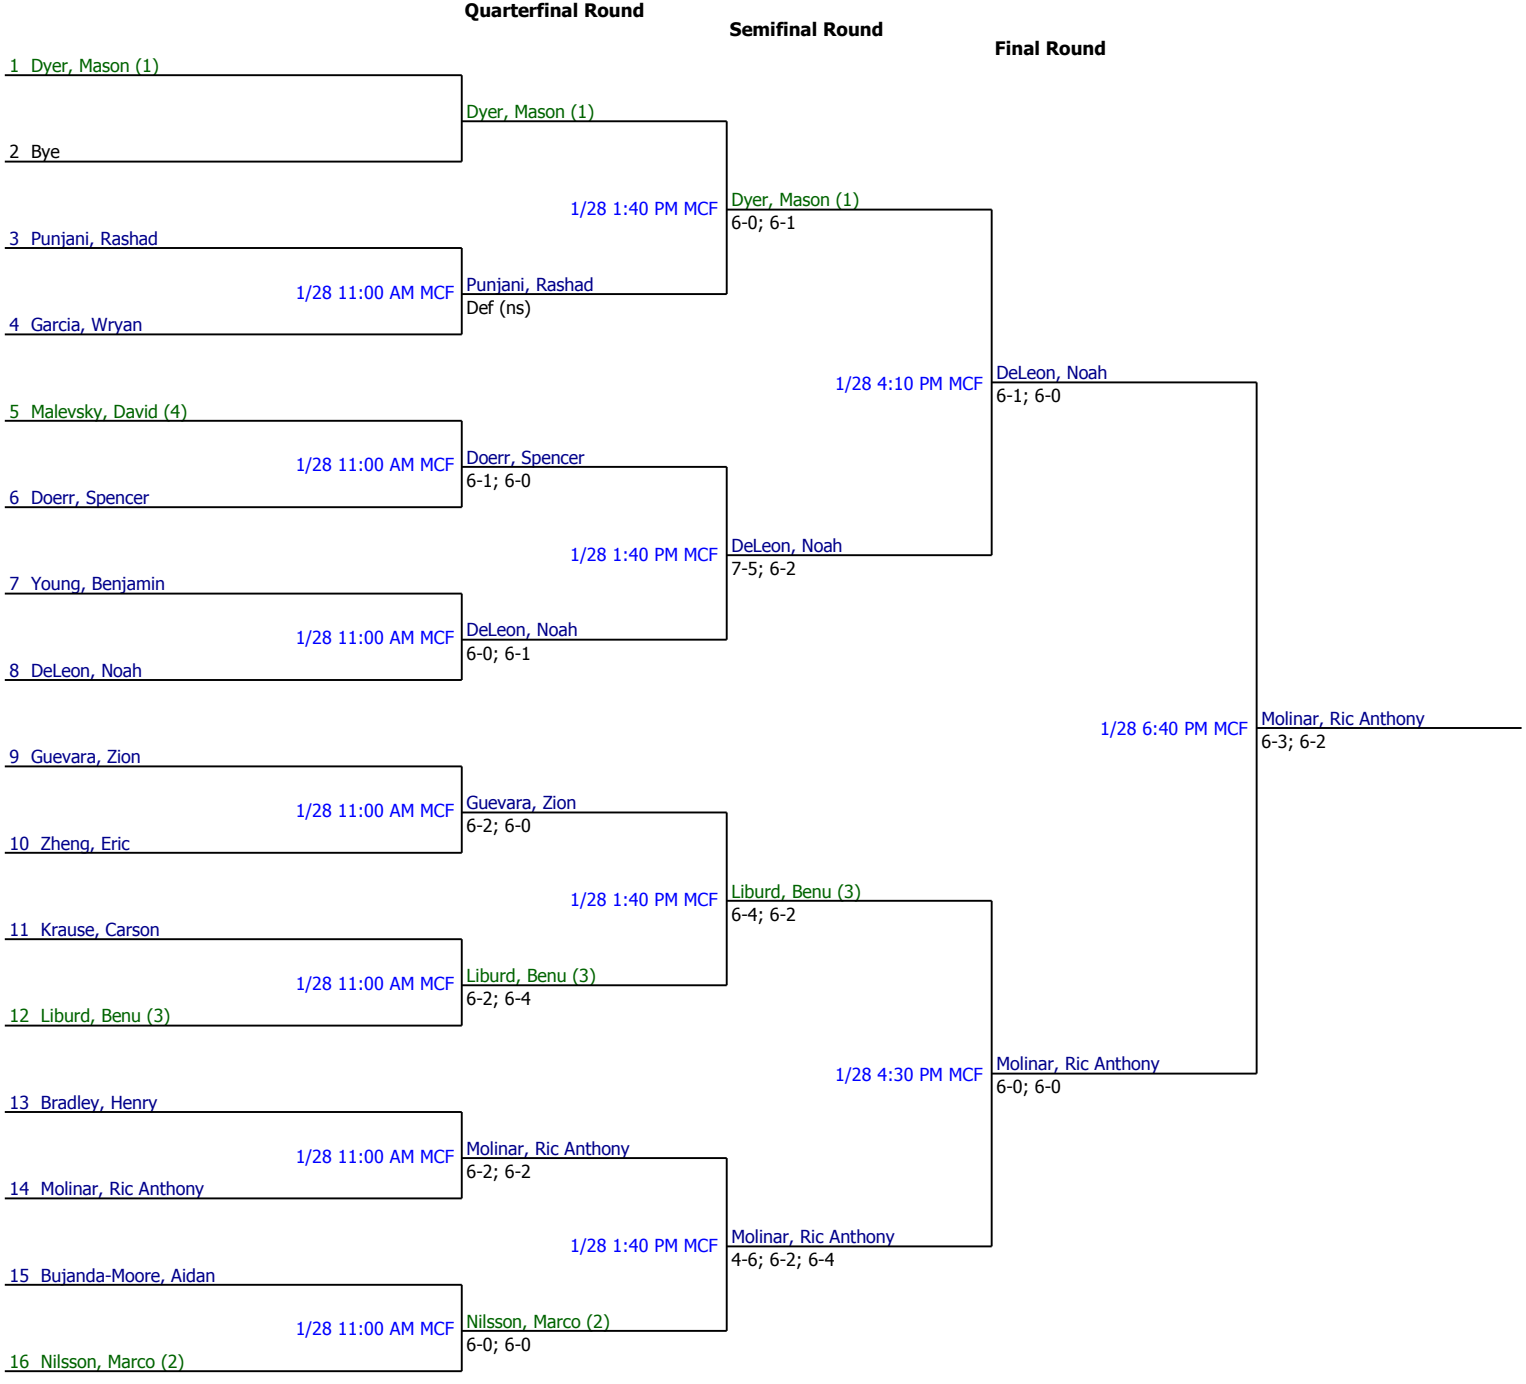 Quarterfinal Round
Semifinal Round
Final Round
1 Dyer, Mason (1)
Dyer, Mason (1)
2 Bye
1/28 1:40 PM MCF
Dyer, Mason (1)
6-0; 6-1
3 Punjani, Rashad
1/28 11:00 AM MCF
Punjani, Rashad
Def (ns)
4 Garcia, Wryan
1/28 4:10 PM MCF
DeLeon, Noah
6-1; 6-0
5 Malevsky, David (4)
1/28 11:00 AM MCF
Doerr, Spencer
6-1; 6-0
6 Doerr, Spencer
1/28 1:40 PM MCF
DeLeon, Noah
7-5; 6-2
7 Young, Benjamin
1/28 11:00 AM MCF
DeLeon, Noah
6-0; 6-1
8 DeLeon, Noah
1/28 6:40 PM MCF
Molinar, Ric Anthony
6-3; 6-2
9 Guevara, Zion
1/28 11:00 AM MCF
Guevara, Zion
6-2; 6-0
10 Zheng, Eric
1/28 1:40 PM MCF
Liburd, Benu (3)
6-4; 6-2
11 Krause, Carson
1/28 11:00 AM MCF
Liburd, Benu (3)
6-2; 6-4
12 Liburd, Benu (3)
1/28 4:30 PM MCF
Molinar, Ric Anthony
6-0; 6-0
13 Bradley, Henry
1/28 11:00 AM MCF
Molinar, Ric Anthony
6-2; 6-2
14 Molinar, Ric Anthony
1/28 1:40 PM MCF
Molinar, Ric Anthony
4-6; 6-2; 6-4
15 Bujanda-Moore, Aidan
1/28 11:00 AM MCF
Nilsson, Marco (2)
6-0; 6-0
16 Nilsson, Marco (2)